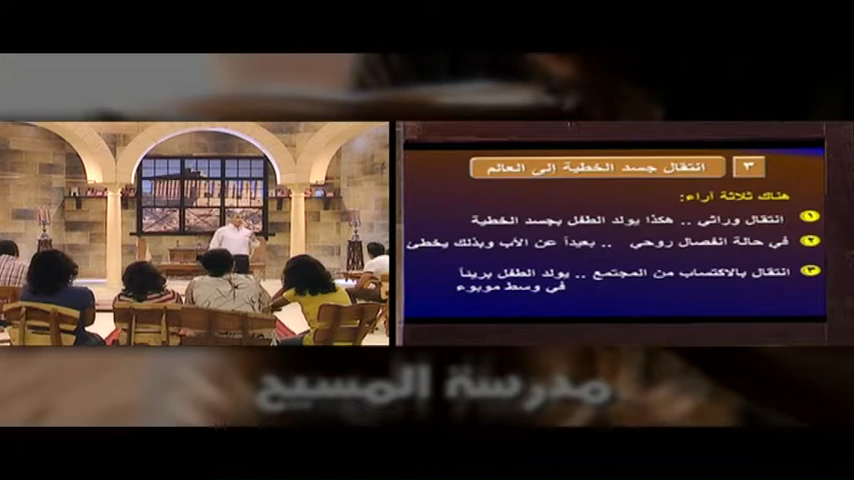 ٣ انتقال جسد الخطية إلى العالم
هناك ثلاثة آراء:
١ انتقال وراثي .. هكذا يولد الطفل بجسد الخطية
٢ في حالة انفصال روحي .. بعيداً عن الأب وبذلك يخطئ
٣ انتقال بالاكتساب من المجتمع .. يولد الطفل بريئاً
في وسط موبوء
مدرسة المسيح